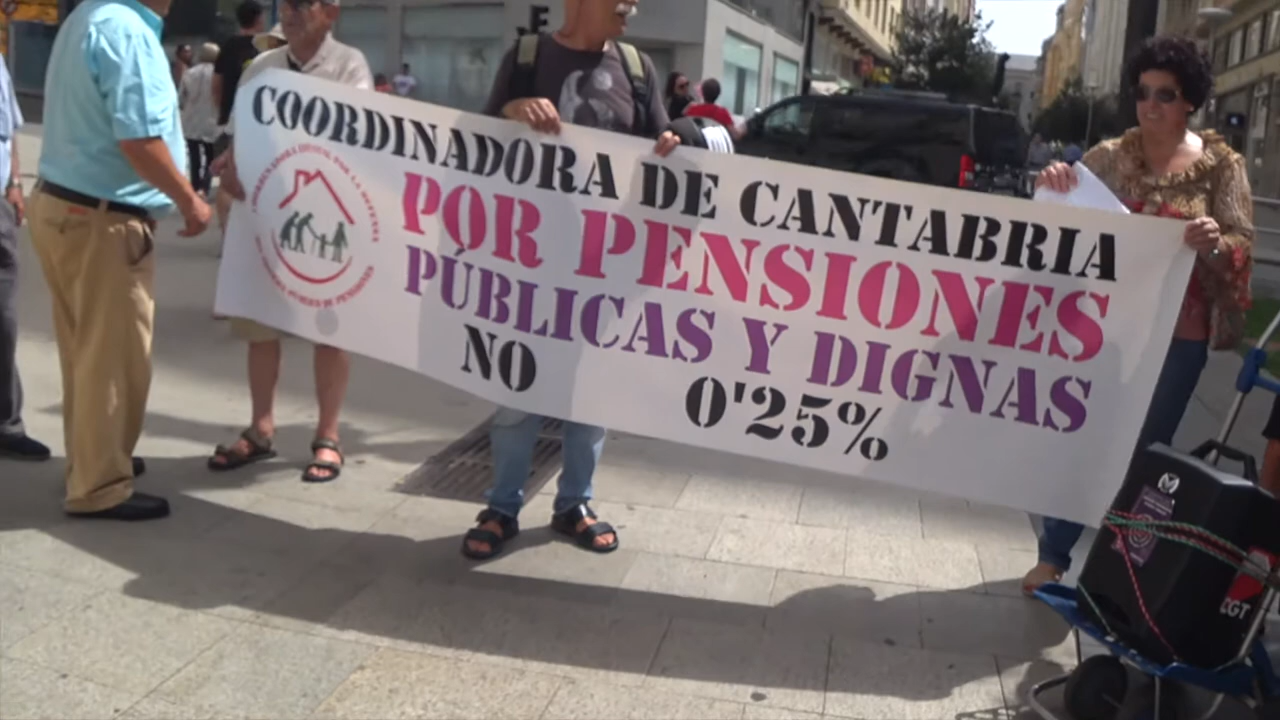 COORDINADORA DE CANTABRIA
POR PENSIONES
PÚBLICAS Y DIGNAS
NO 0'25%
CGT